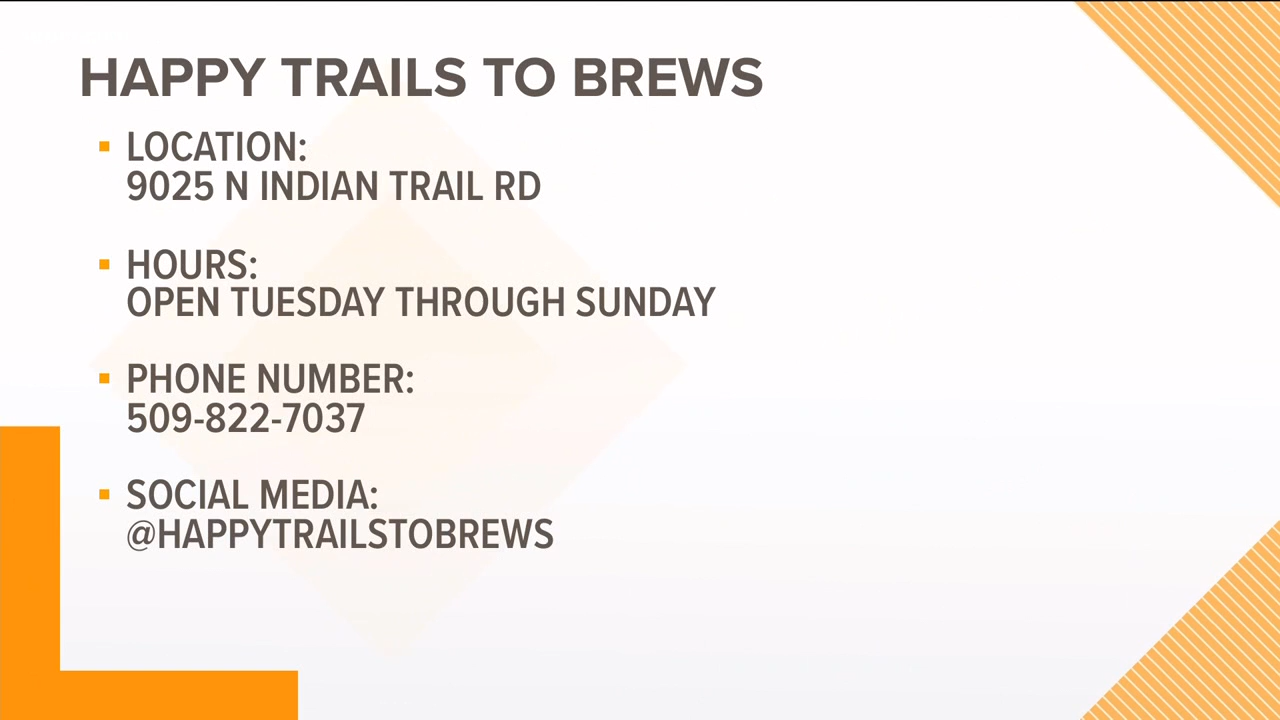 HAPPY TRAILS TO BREWS
LOCATION:
9025 N INDIAN TRAIL RD
HOURS:
OPEN TUESDAY THROUGH SUNDAY
PHONE NUMBER:
509-822-7037
SOCIAL MEDIA:
@HAPPYTRAILSTOBREWS